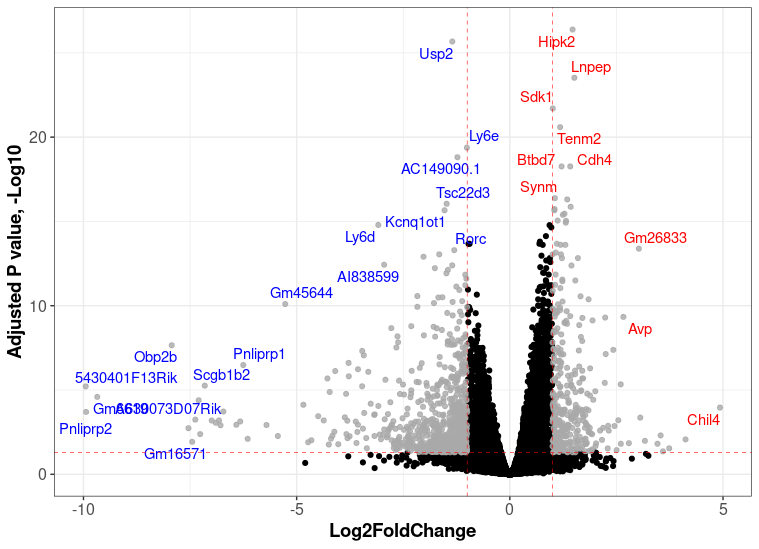 Hipk2
Usp2
Lnpep
Sdk1
Ly6e
Tenm2
AC149090.1
Btbd7
Cdh4
Tsc22d3
Synm
Kcnq1ot1
Ly6d
Rorc
Gm26833
AI838599
Gm45644
Avp
Obp2b
Pnliprp1
5430401F13Rik
Scgb1b2
A630073D07Rik
Pnliprp2
Chil4
Gm16571
20
10
0
-10
-5
0
5
Adjusted P value, -Log10
Log2FoldChange